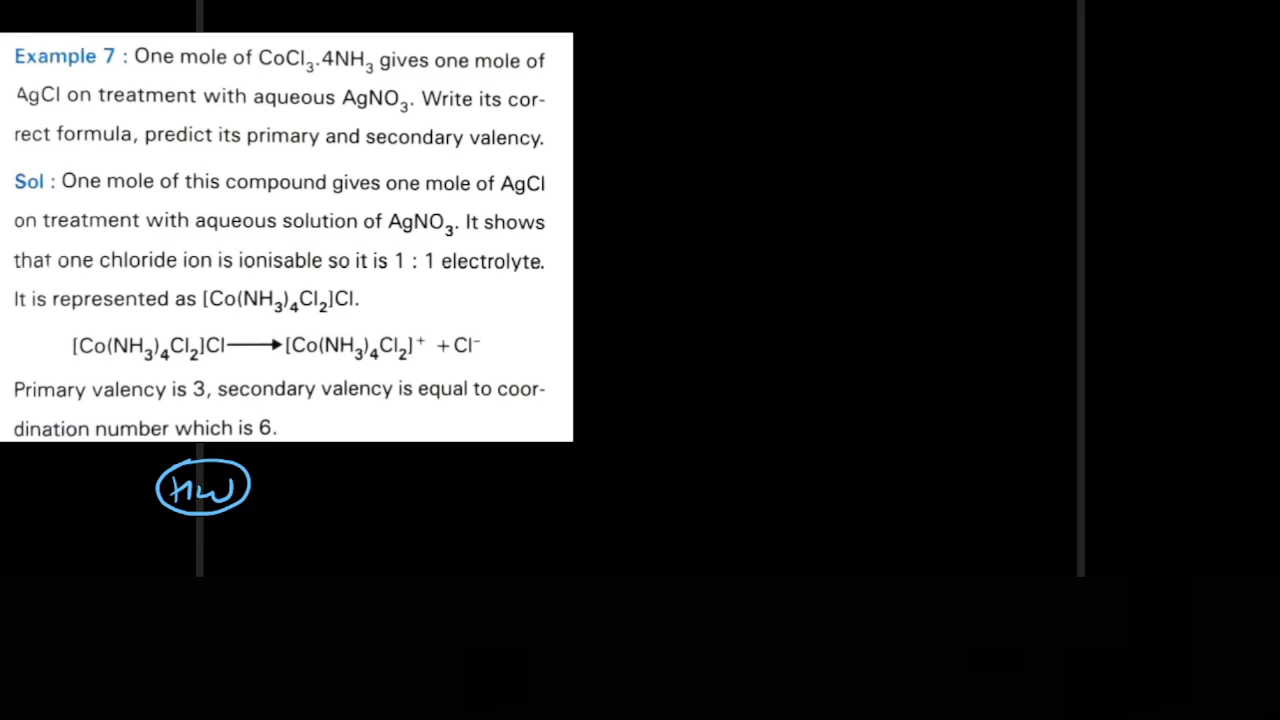 Example 7 : One mole of CoCl₃.4NH₃ gives one mole of
AgCl on treatment with aqueous AgNO₃. Write its cor-
rect formula, predict its primary and secondary valency.
Sol : One mole of this compound gives one mole of AgCl
on treatment with aqueous solution of AgNO₃. It shows
that one chloride ion is ionisable so it is 1 : 1 electrolyte.
It is represented as [Co(NH₃)₄Cl₂]Cl.
[Co(NH₃)₄Cl₂]Cl⟶[Co(NH₃)₄Cl₂]⁺ + Cl⁻
Primary valency is 3, secondary valency is equal to coor-
dination number which is 6.
HW